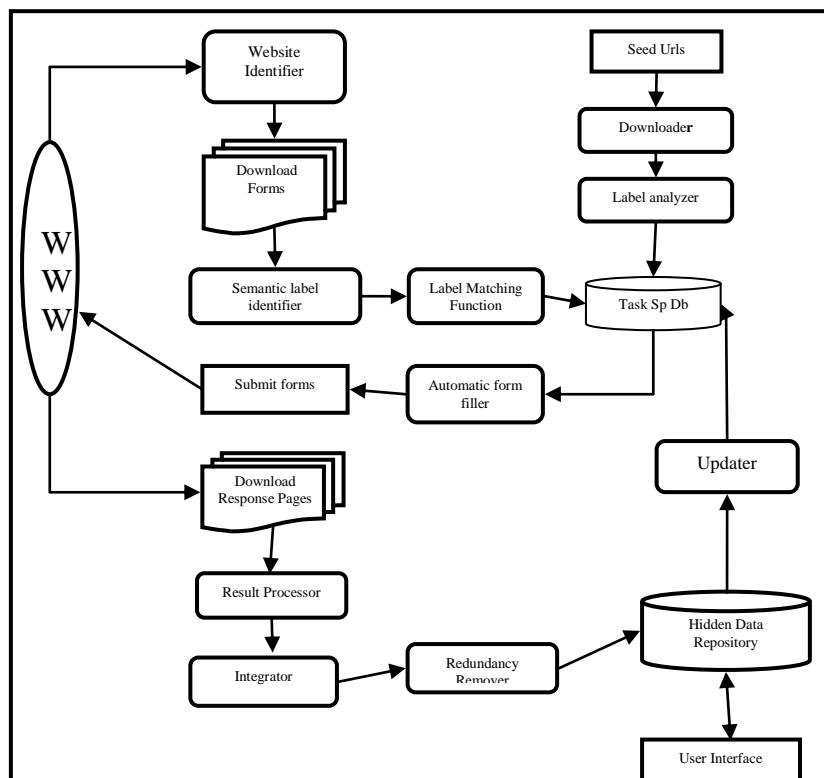 Website
Identifier
Seed Urls
Downloader
Download
Forms
Label analyzer
W
W
W
Semantic label
identifier
Label Matching
Function
Task Sp Db
Submit forms
Automatic form
filler
Updater
Download
Response Pages
Result Processor
Hidden Data
Repository
Integrator
Redundancy
Remover
User Interface